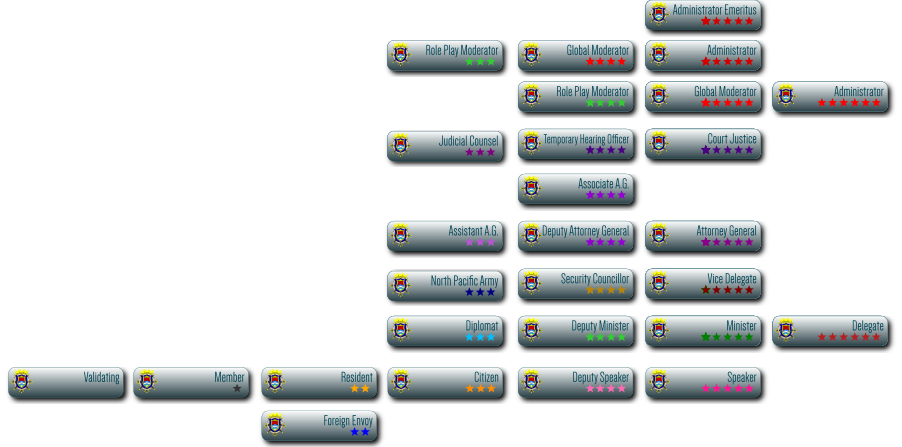 Administrator Emeritus
Role Play Moderator
Global Moderator
Administrator
Role Play Moderator
Global Moderator
Administrator
Judicial Counsel
Temporary Hearing Officer
Court Justice
Associate A.G.
Assistant A.G.
Deputy Attorney General
Attorney General
North Pacific Army
Security Councillor
Vice Delegate
Diplomat
Deputy Minister
Minister
Delegate
Validating
Member
Resident
Citizen
Deputy Speaker
Speaker
Foreign Envoy